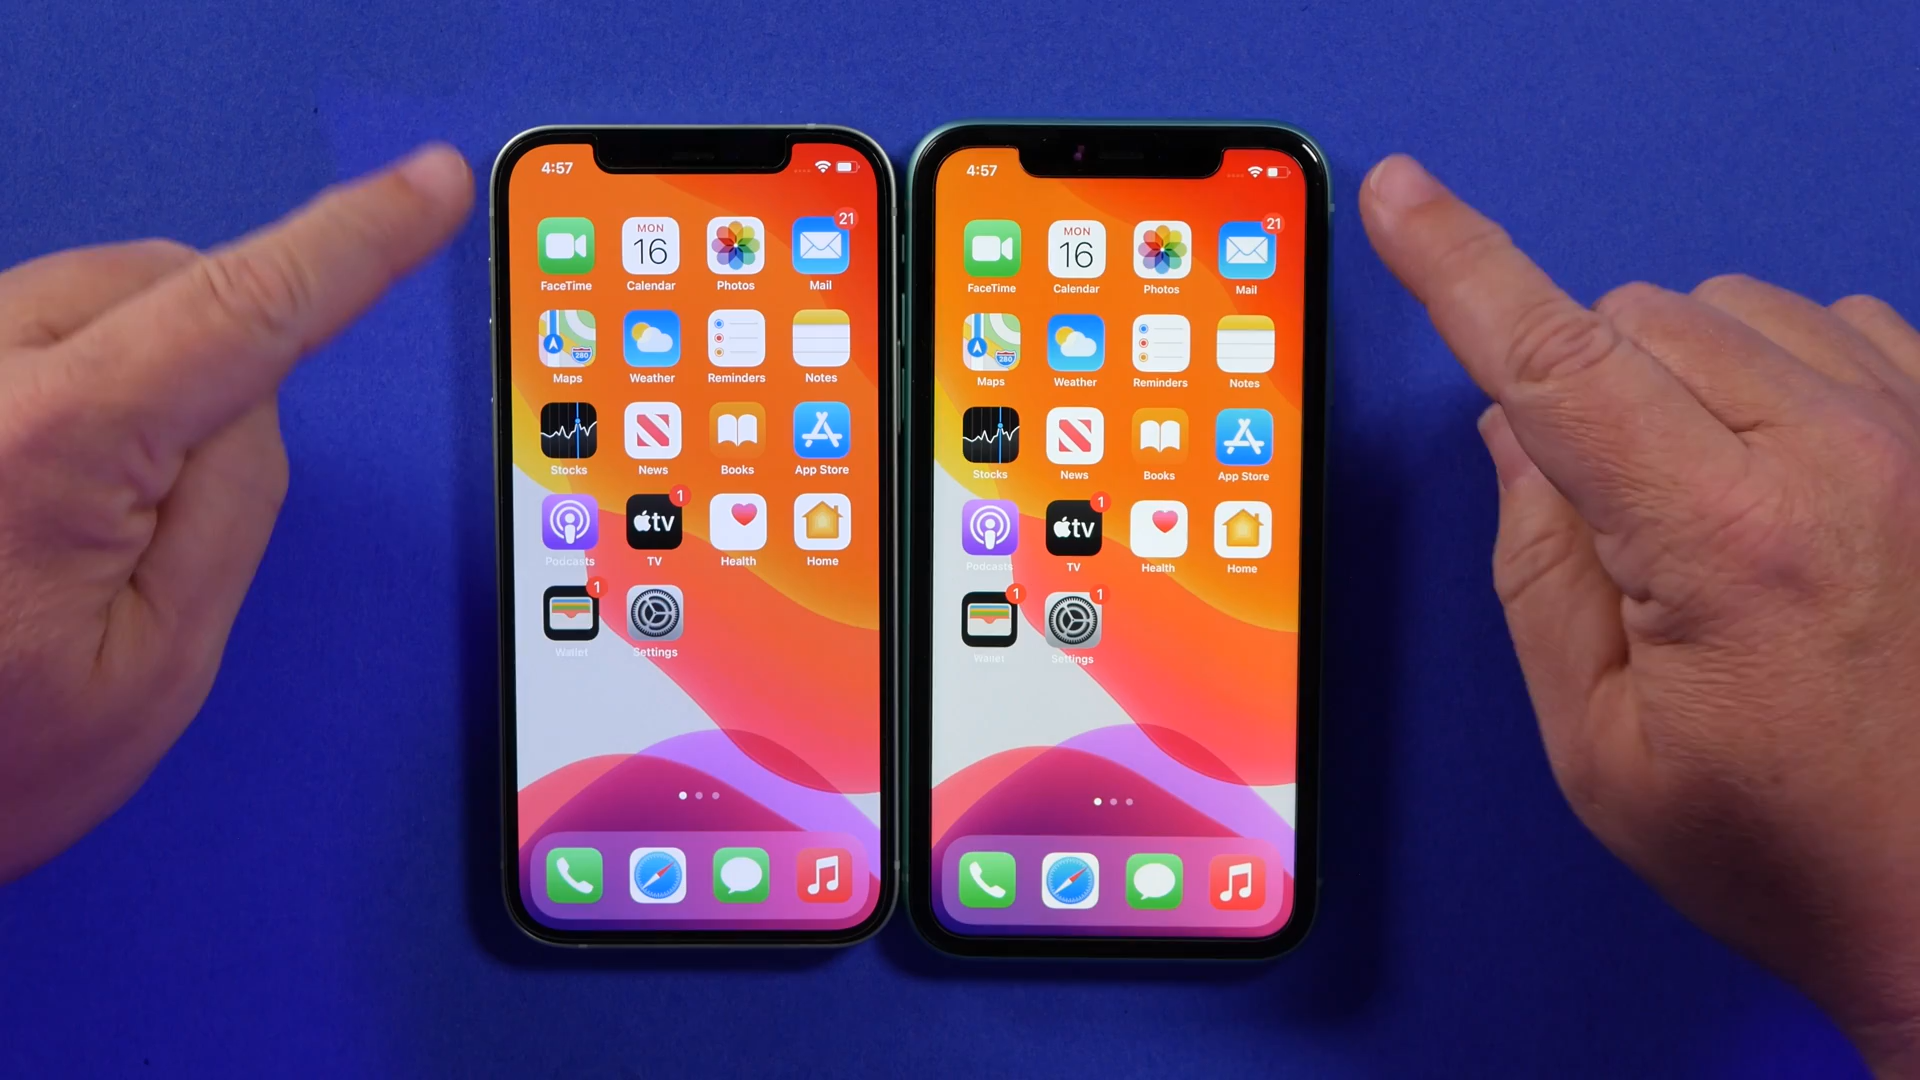 4:57
MON
16
21
FaceTime
Calendar
Photos
Mail
280
Maps
Weather
Reminders
Notes
Stocks
News
Books
App Store
1
tv
Podcasts
TV
Health
Home
1
Wallet
Settings
4:57
MON
16
21
FaceTime
Calendar
Photos
Mail
280
Maps
Weather
Reminders
Notes
Stocks
News
Books
App Store
1
tv
Podcasts
TV
Health
Home
1
1
Wallet
Settings